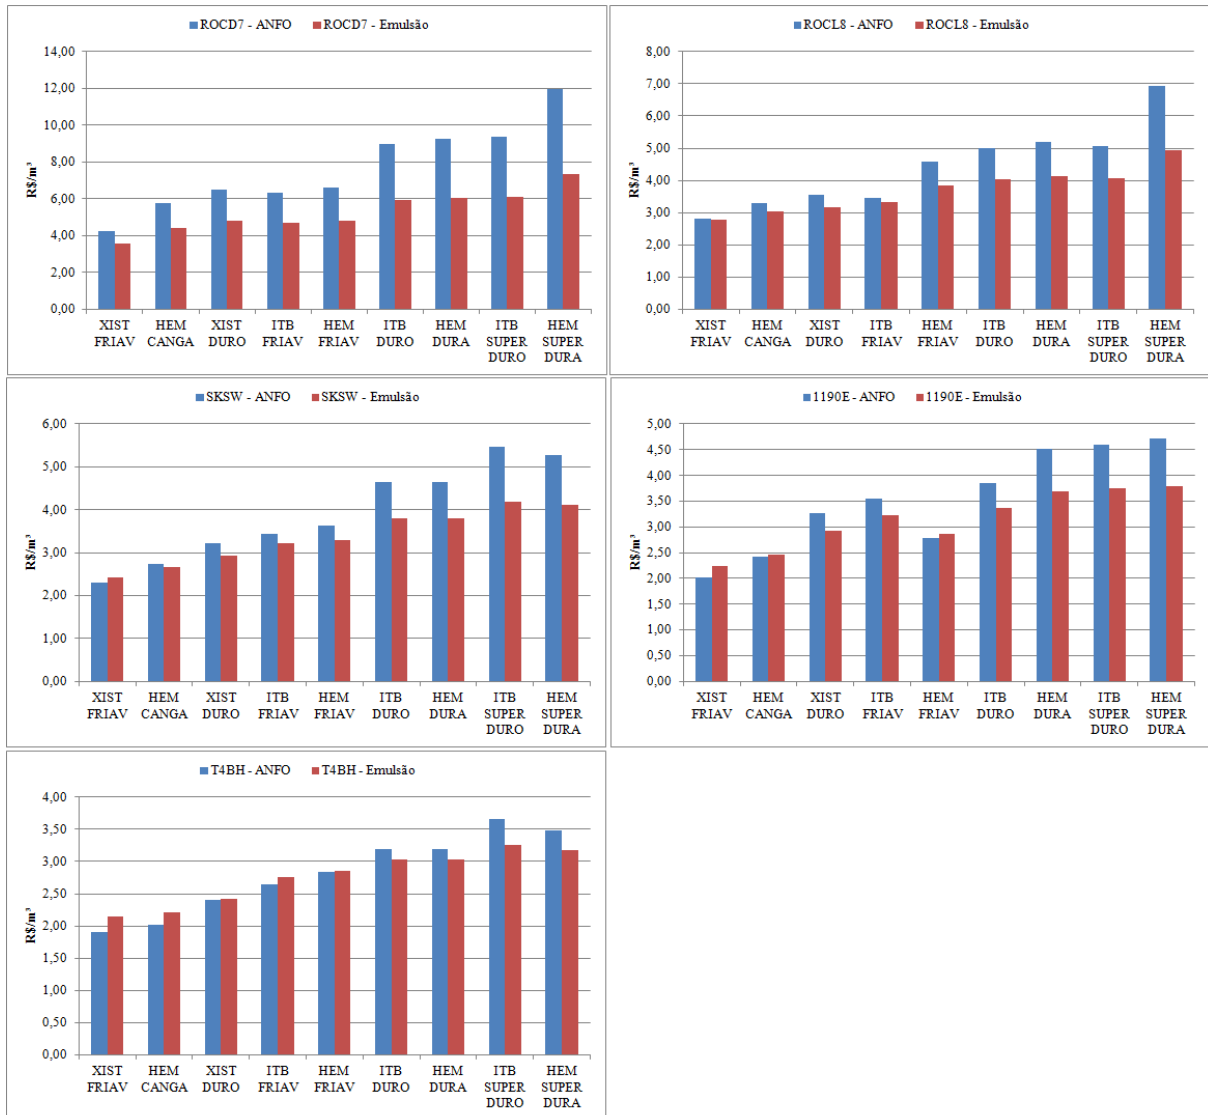 ROCD7 - ANFO ROCD7 - Emulsão
14,00
12,00
10,00
8,00
6,00
4,00
2,00
0,00
R$/m³
XIST FRIAV
HEM CANGA
XIST DURO
ITB FRIAV
HEM FRIAV
ITB DURO
HEM DURA
ITB SUPER DURO
HEM SUPER DURA
ROCL8 - ANFO ROCL8 - Emulsão
8,00
7,00
6,00
5,00
4,00
3,00
2,00
1,00
0,00
R$/m³
XIST FRIAV
HEM CANGA
XIST DURO
ITB FRIAV
HEM FRIAV
ITB DURO
HEM DURA
ITB SUPER DURO
HEM SUPER DURA
SKSW - ANFO SKSW - Emulsão
6,00
5,00
4,00
3,00
2,00
1,00
0,00
R$/m³
XIST FRIAV
HEM CANGA
XIST DURO
ITB FRIAV
HEM FRIAV
ITB DURO
HEM DURA
ITB SUPER DURO
HEM SUPER DURA
1190E - ANFO 1190E - Emulsão
5,00
4,50
4,00
3,50
3,00
2,50
2,00
1,50
1,00
0,50
0,00
R$/m³
XIST FRIAV
HEM CANGA
XIST DURO
ITB FRIAV
HEM FRIAV
ITB DURO
HEM DURA
ITB SUPER DURO
HEM SUPER DURA
T4BH - ANFO T4BH - Emulsão
4,00
3,50
3,00
2,50
2,00
1,50
1,00
0,50
0,00
R$/m³
XIST FRIAV
HEM CANGA
XIST DURO
ITB FRIAV
HEM FRIAV
ITB DURO
HEM DURA
ITB SUPER DURO
HEM SUPER DURA